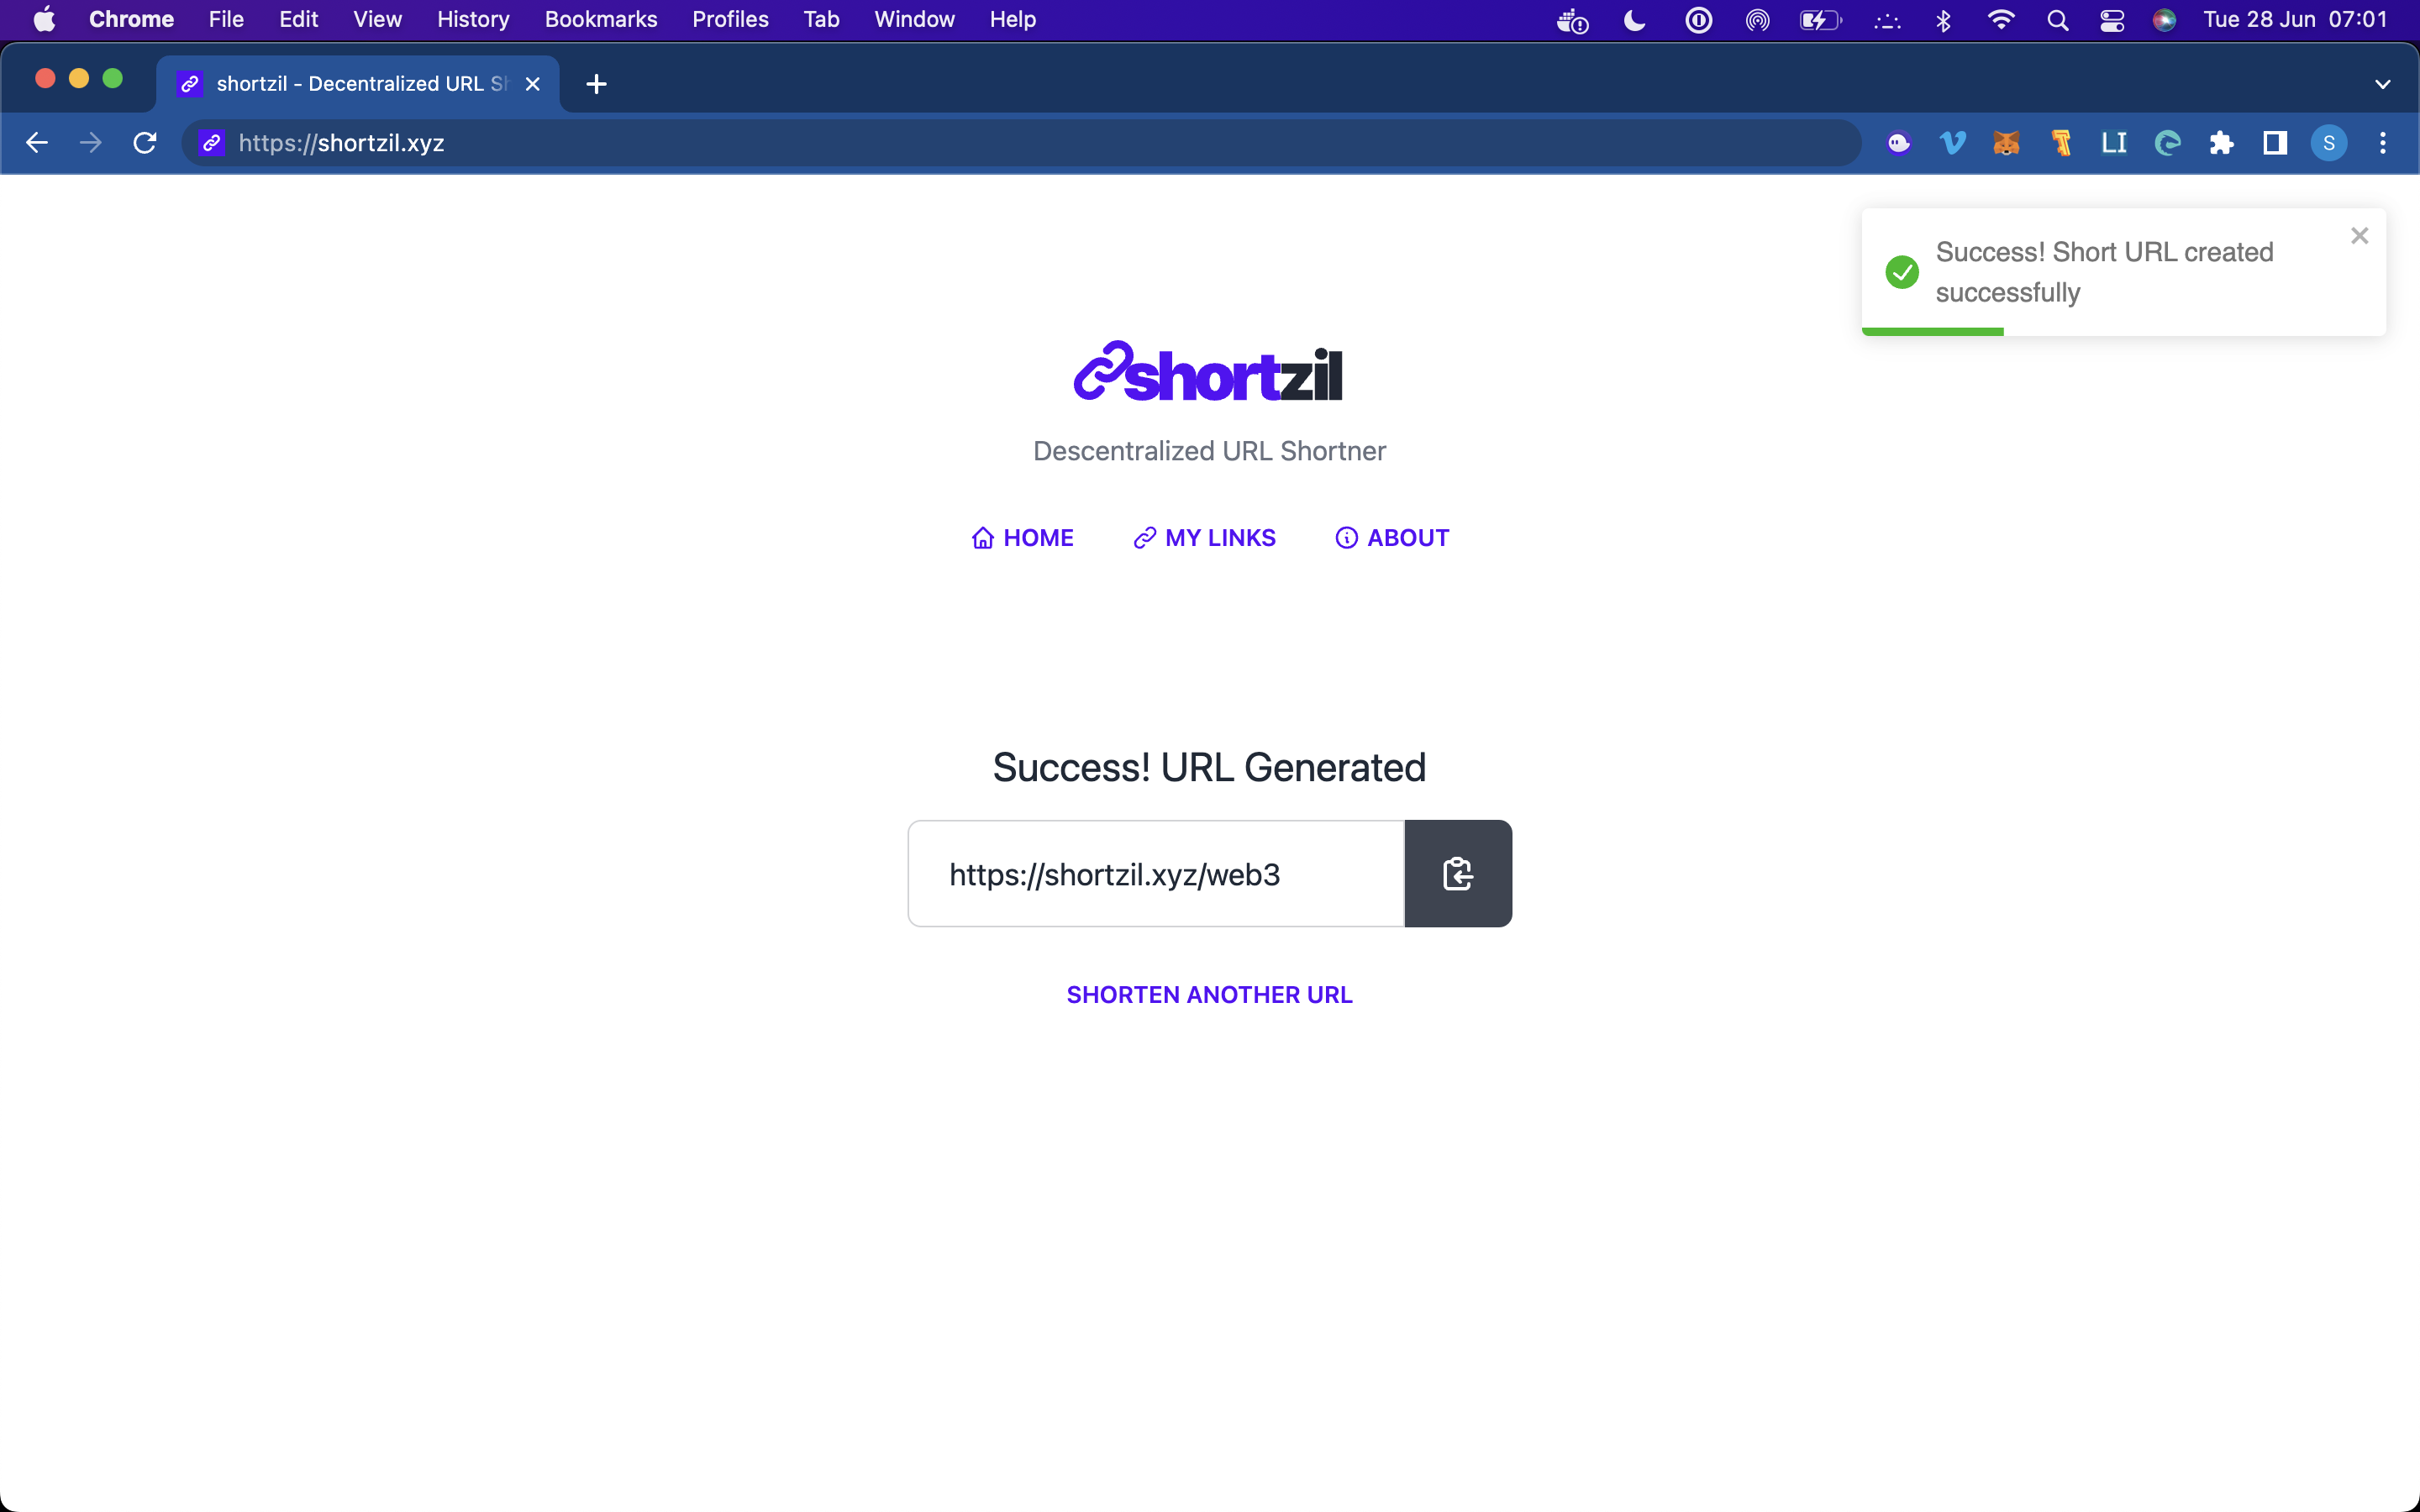 Chrome File Edit View History Bookmarks Profiles Tab Window Help Tue 28 Jun 07:01
shortzil - Decentralized URL Sh
https://shortzil.xyz S
LI
Success! Short URL created
successfully
shortzil
Descentralized URL Shortner
HOME MY LINKS ABOUT
Success! URL Generated
https://shortzil.xyz/web3
SHORTEN ANOTHER URL